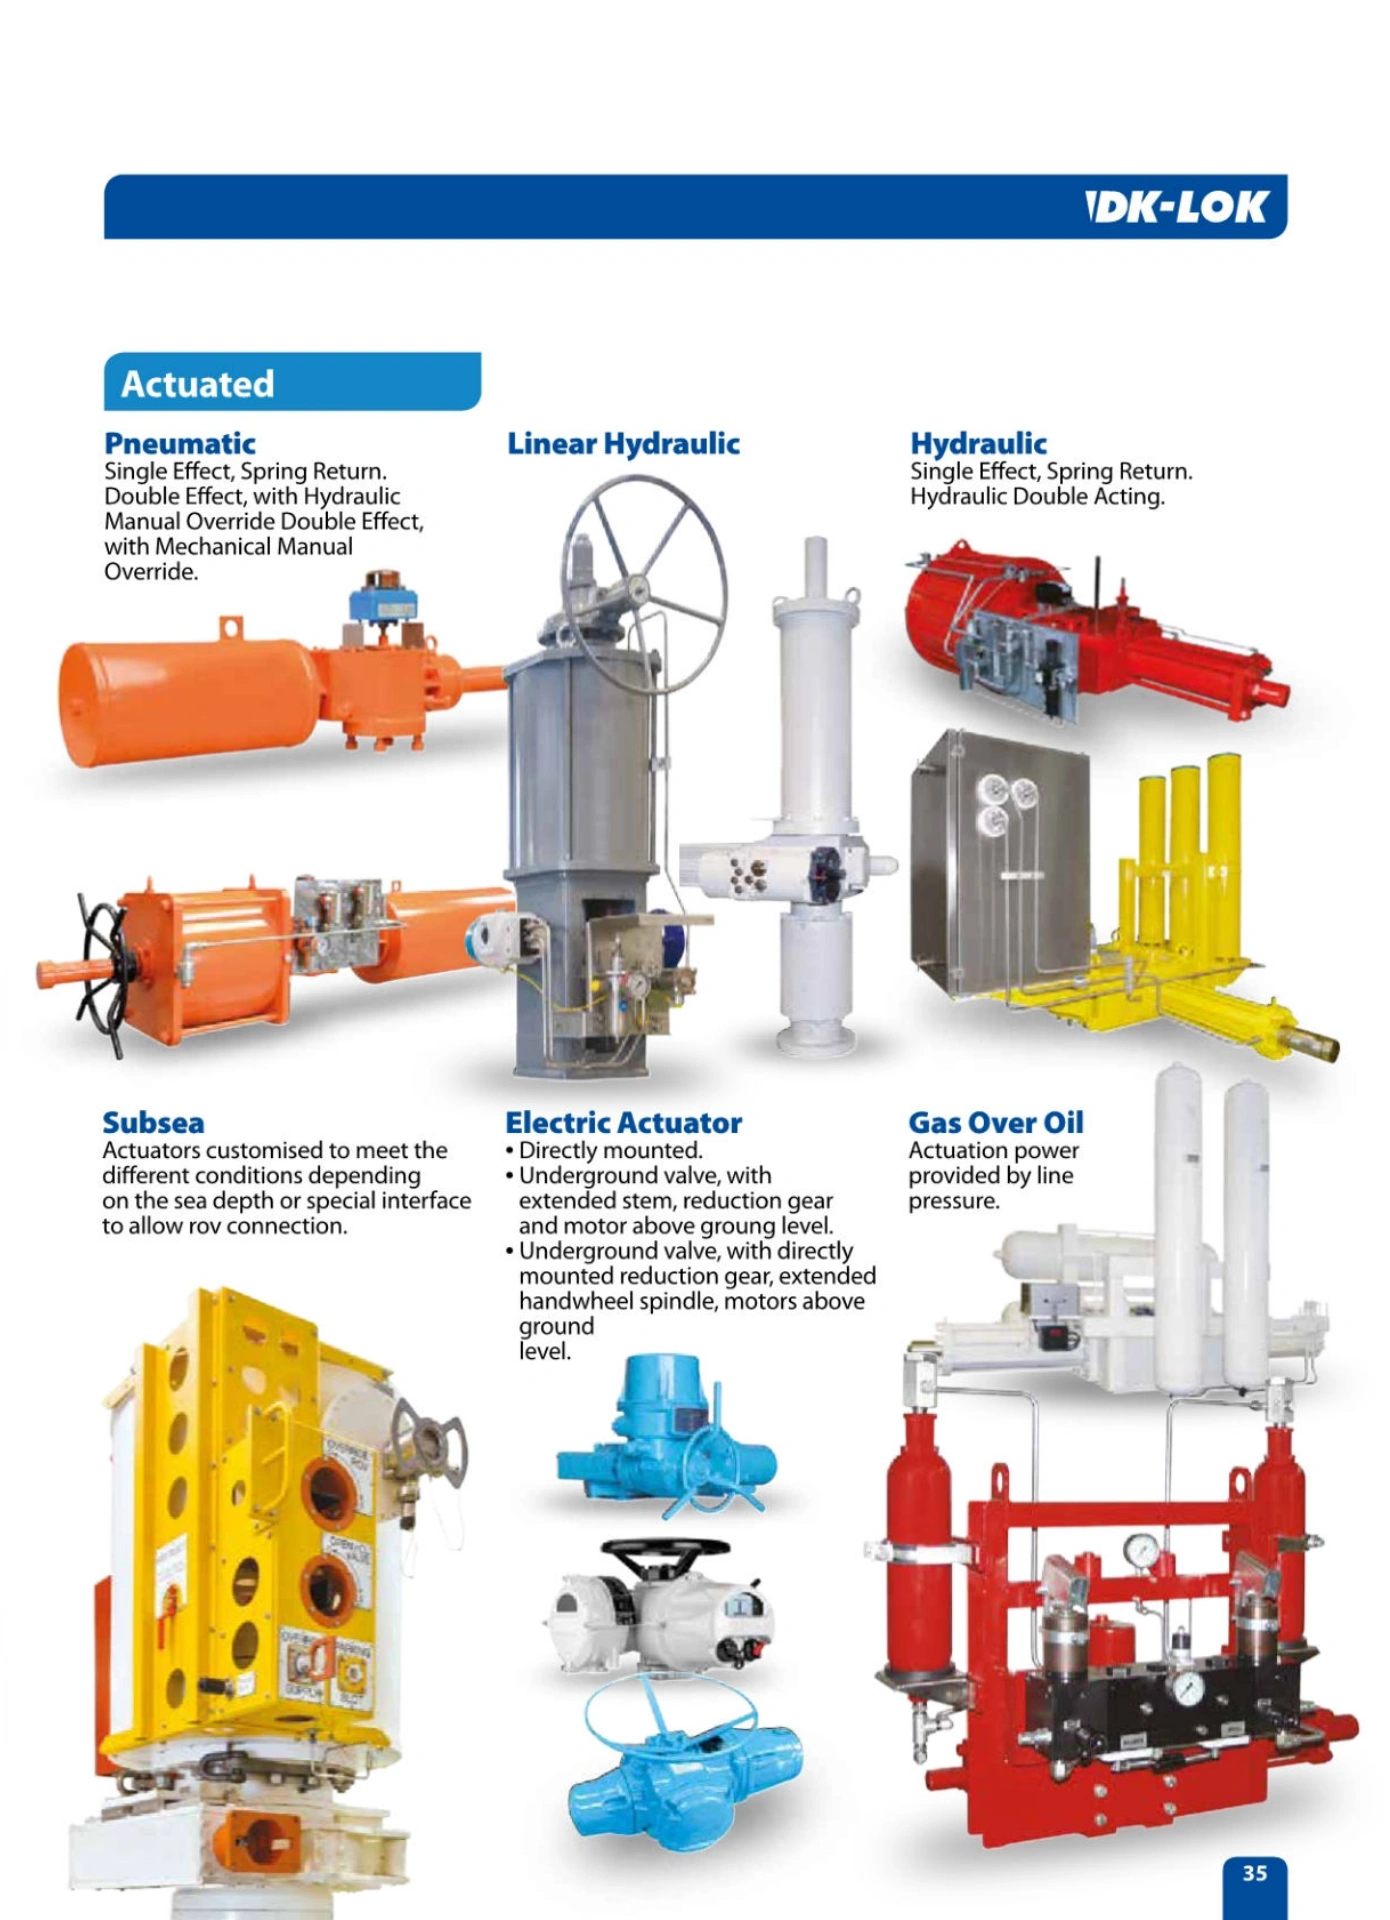 DK-LOK
Actuated
Pneumatic
Single Effect, Spring Return.
Double Effect, with Hydraulic
Manual Override Double Effect,
with Mechanical Manual
Override.
Linear Hydraulic
Hydraulic
Single Effect, Spring Return.
Hydraulic Double Acting.
Subsea
Actuators customised to meet the
different conditions depending
on the sea depth or special interface
to allow rov connection.
Electric Actuator
• Directly mounted.
• Underground valve, with
extended stem, reduction gear
and motor above groung level.
• Underground valve, with directly
mounted reduction gear, extended
handwheel spindle, motors above
ground
level.
Gas Over Oil
Actuation power
provided by line
pressure.
35